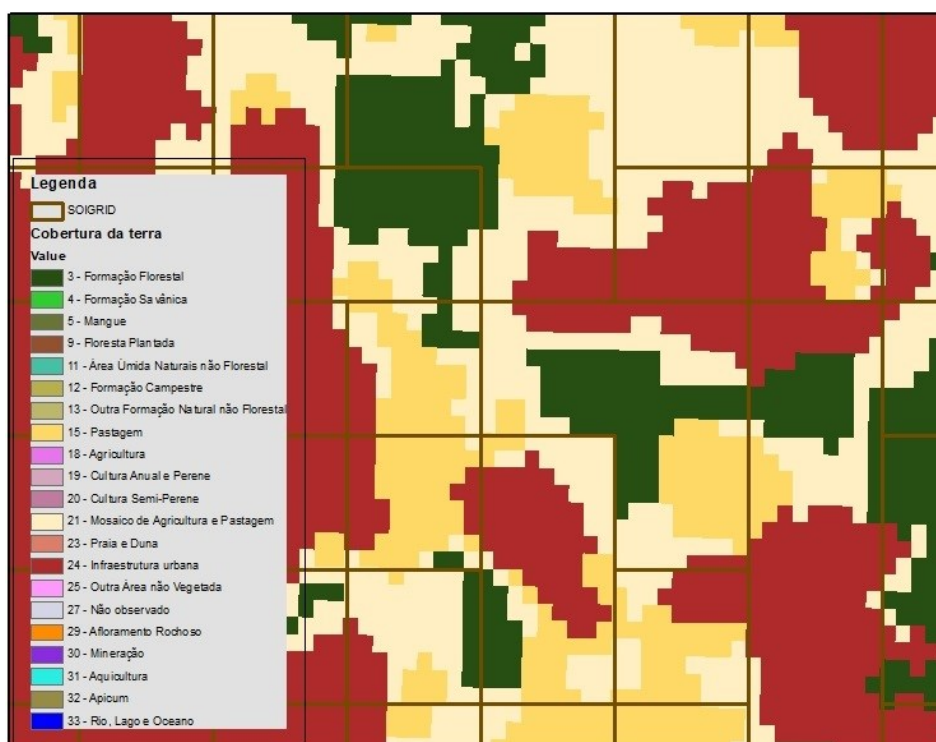 Legenda
SOIGRID
Cobertura da terra
Value
3 - Formação Florestal
4 - Formação Savânica
5 - Mangue
9 - Floresta Plantada
11 - Área Úmida Naturais não Florestal
12 - Formação Campestre
13 - Outra Formação Natural não Florestal
15 - Pastagem
18 - Agricultura
19 - Cultura Anual e Perene
20 - Cultura Semi-Perene
21 - Mosaico de Agricultura e Pastagem
23 - Praia e Duna
24 - Infraestrutura urbana
25 - Outra Área não Vegetada
27 - Não observado
29 - Afloramento Rochoso
30 - Mineração
31 - Aquicultura
32 - Apicum
33 - Rio, Lago e Oceano